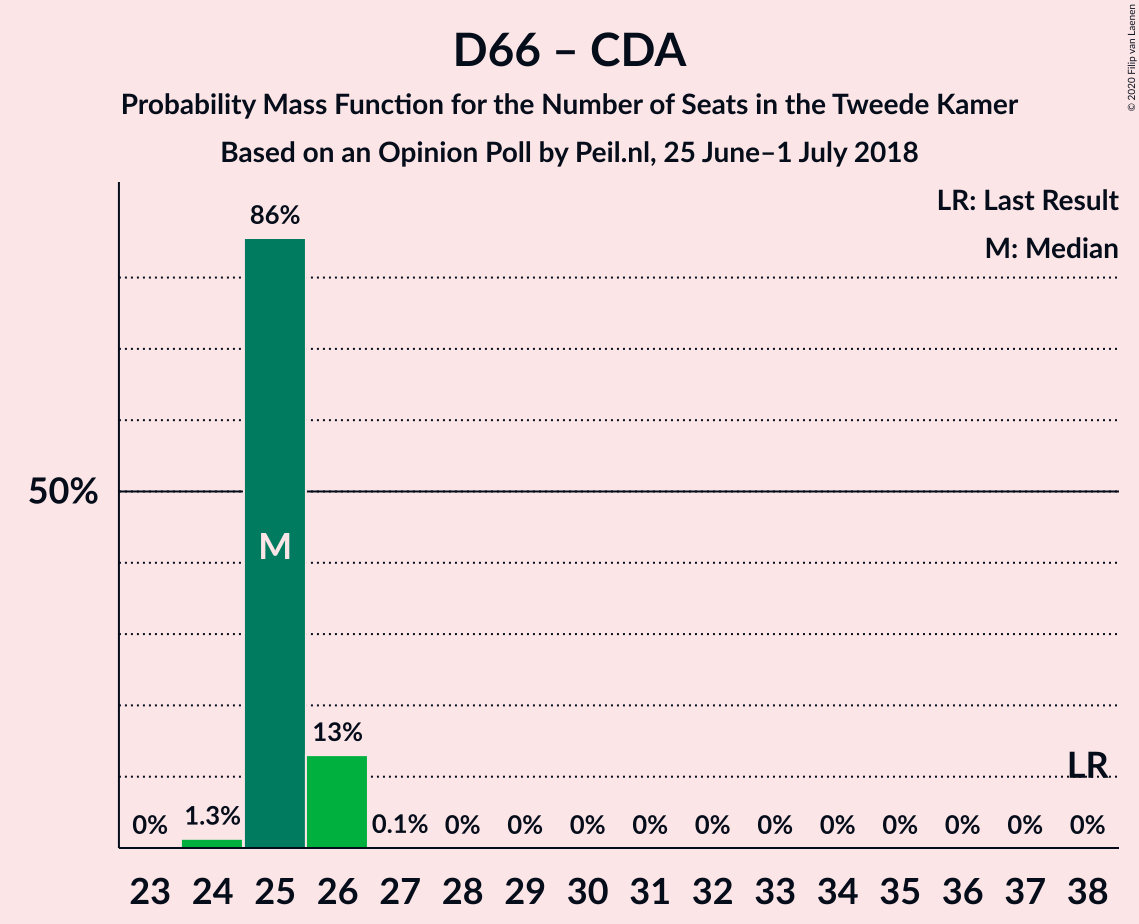 D66 – CDA
Probability Mass Function for the Number of Seats in the Tweede Kamer
Based on an Opinion Poll by Peil.nl, 25 June–1 July 2018
© 2020 Filip van Laenen
LR: Last Result
M: Median
86%
50%
M
13%
LR
0% 1.3% 0.1% 0% 0% 0% 0% 0% 0% 0% 0% 0% 0% 0%
23 24 25 26 27 28 29 30 31 32 33 34 35 36 37 38